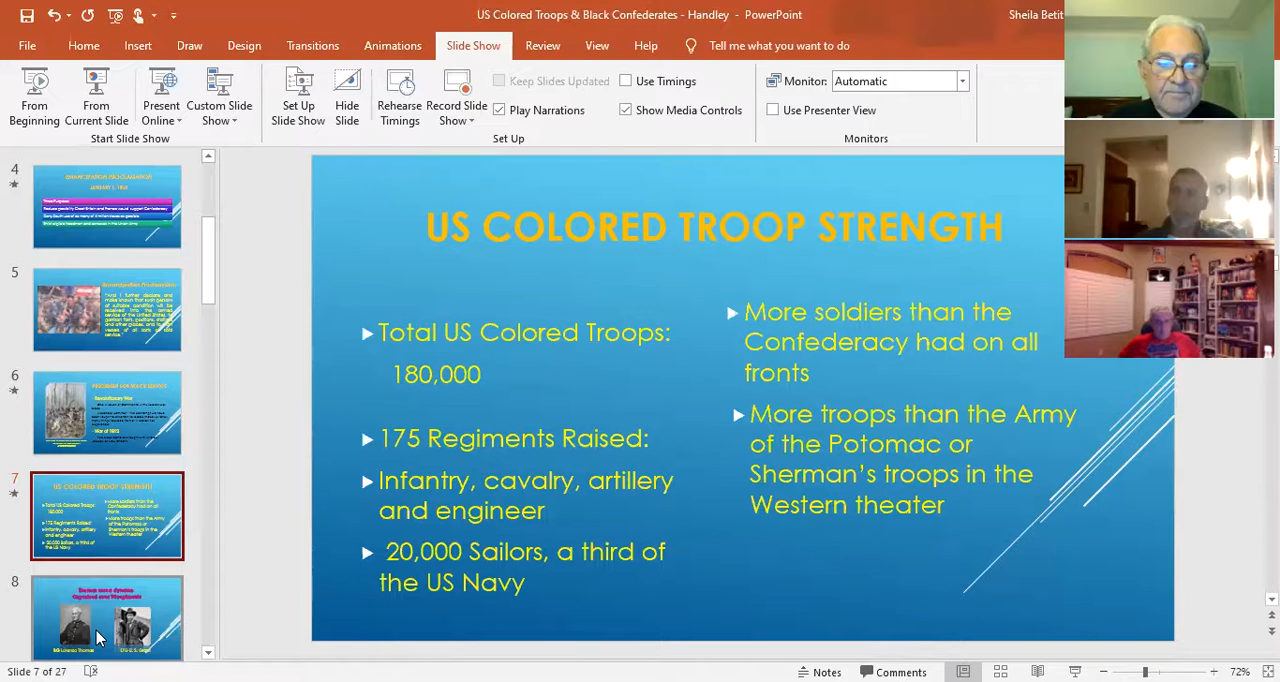 US Colored Troops & Black Confederates - Handley - PowerPoint
Sheila Betit
File Home Insert Draw Design Transitions Animations Slide Show Review View Help Tell me what you want to do
Keep Slides Updated Use Timings Monitor: Automatic
From Beginning From Current Slide Present Online Custom Slide Show Set Up Slide Show Hide Slide Rehearse Timings Record Slide Show Play Narrations Show Media Controls Use Presenter View
Start Slide Show Set Up Monitors
4
5
6
7
8
US COLORED TROOP STRENGTH
Total US Colored Troops:
180,000
175 Regiments Raised:
Infantry, cavalry, artillery
and engineer
20,000 Sailors, a third of
the US Navy
More soldiers than the
Confederacy had on all
fronts
More troops than the Army
of the Potomac or
Sherman's troops in the
Western theater
Slide 7 of 27 Notes Comments 72%